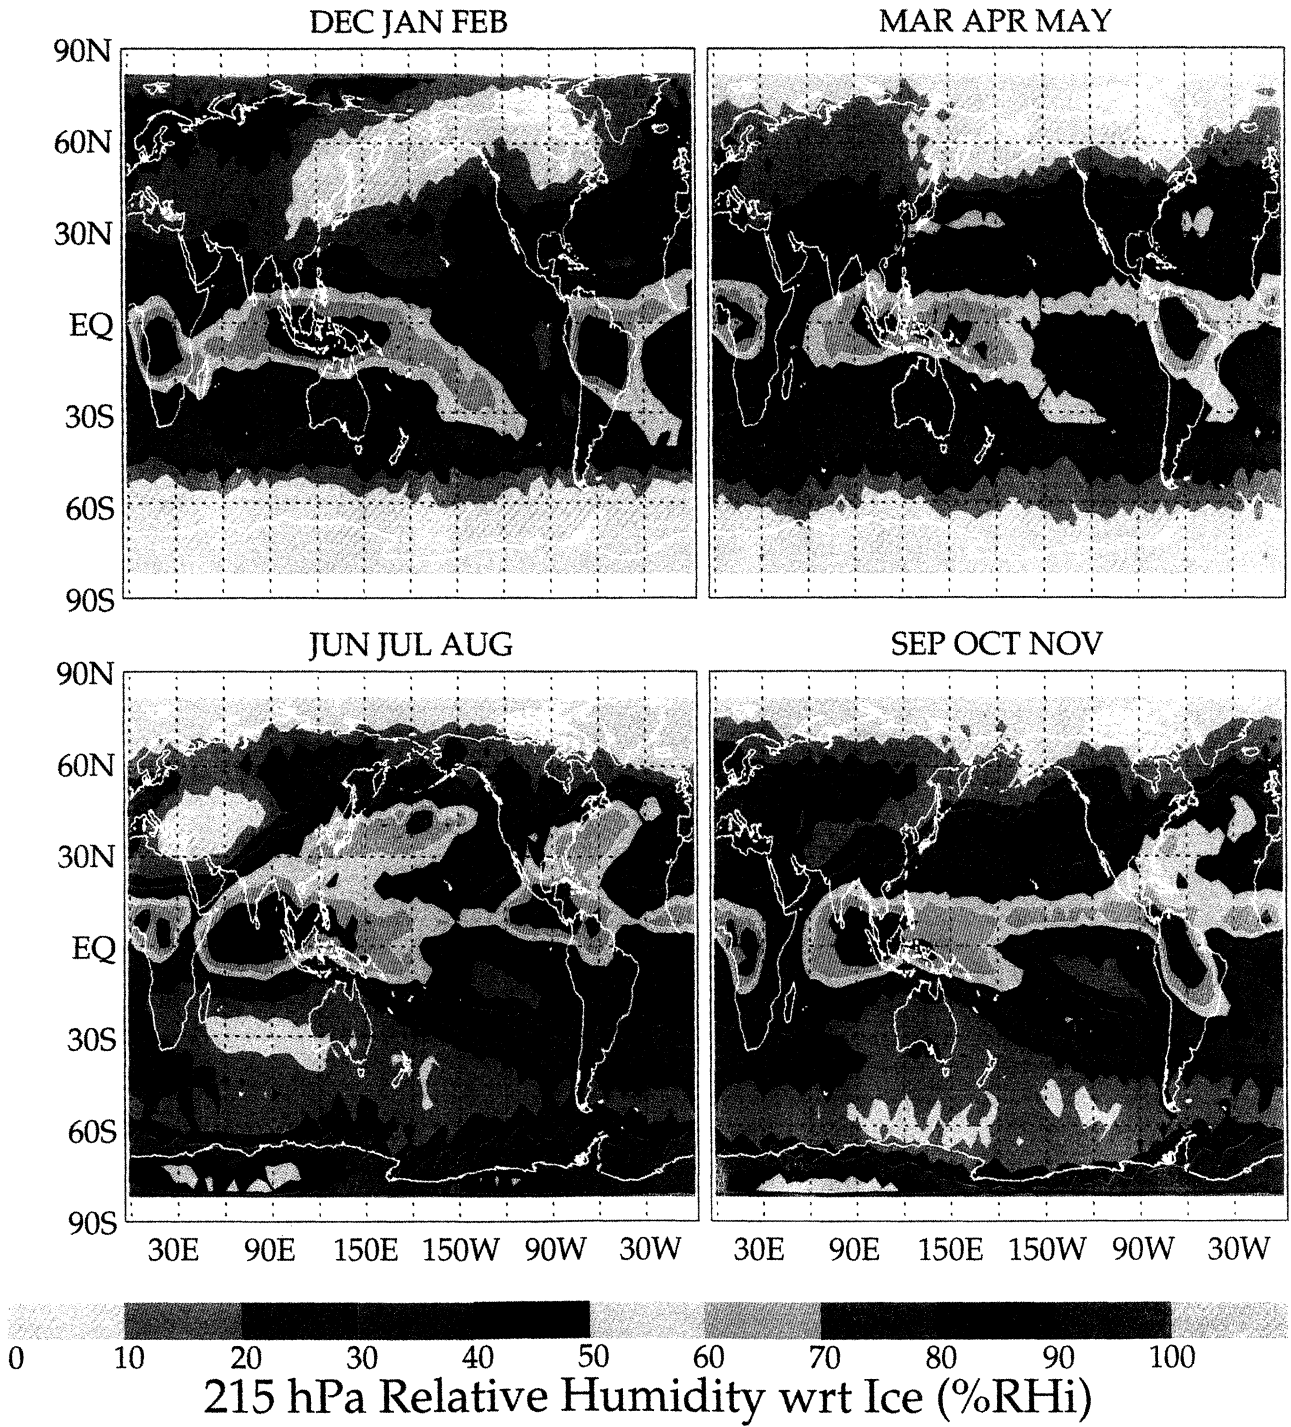 DEC JAN FEB
MAR APR MAY
90N
60N
30N
EQ
30S
60S
90S
JUN JUL AUG
SEP OCT NOV
90N
60N
30N
EQ
30S
60S
90S
30E 90E 150E 150W 90W 30W
30E 90E 150E 150W 90W 30W
0 10 20 30 40 50 60 70 80 90 100
215 hPa Relative Humidity wrt Ice (%RHi)